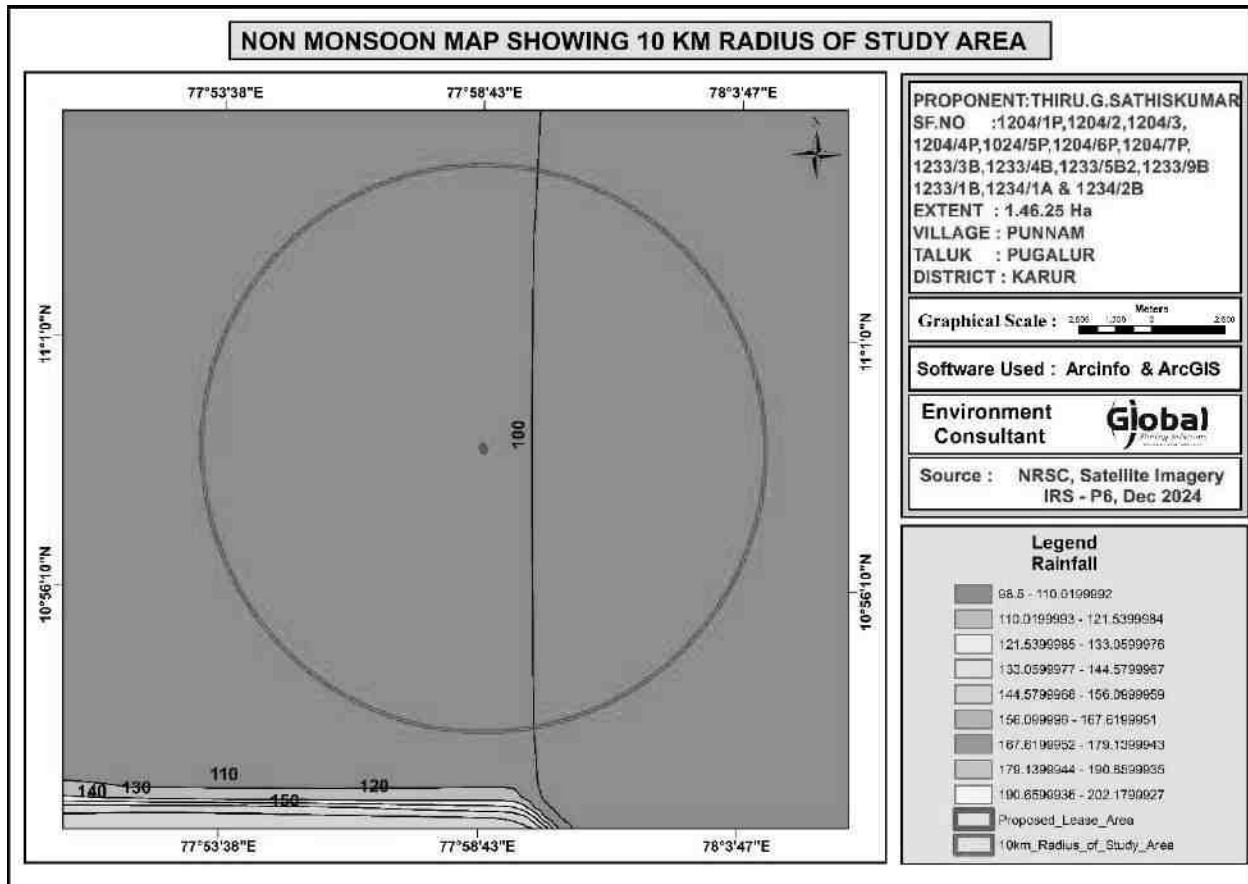 NON MONSOON MAP SHOWING 10 KM RADIUS OF STUDY AREA
77°53'38"E 77°58'43"E 78°3'47"E
11°1'0"N
10°56'10"N
11°1'0"N
10°56'10"N
100
110
120
130
140
150
77°53'38"E 77°58'43"E 78°3'47"E
PROPONENT:THIRU.G.SATHISKUMAR
SF.NO :1204/1P,1204/2,1204/3,
1204/4P,1024/5P,1204/6P,1204/7P,
1233/3B,1233/4B,1233/5B2,1233/9B
1233/1B,1234/1A & 1234/2B
EXTENT : 1.46.25 Ha
VILLAGE : PUNNAM
TALUK : PUGALUR
DISTRICT : KARUR
Meters
Graphical Scale : 0
Software Used : Arcinfo & ArcGIS
Environment
Consultant
Global
Source : NRSC, Satellite Imagery
IRS - P6, Dec 2024
Legend
Rainfall
98.5 - 110.0199992
110.0199993 - 121.5399984
121.5399985 - 133.0599976
133.0599977 - 144.5799967
144.5799968 - 156.0999959
156.099996 - 167.6199951
167.6199952 - 179.1399943
179.1399944 - 190.6599935
190.6599936 - 202.1799927
Proposed_Lease_Area
10km_Radius_of_Study_Area